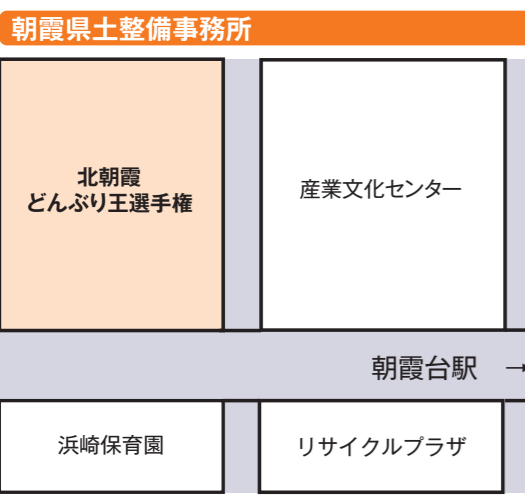 朝霞県土整備事務所
北朝霞
どんぶり王選手権
産業文化センター
朝霞台駅　→
浜崎保育園
リサイクルプラザ